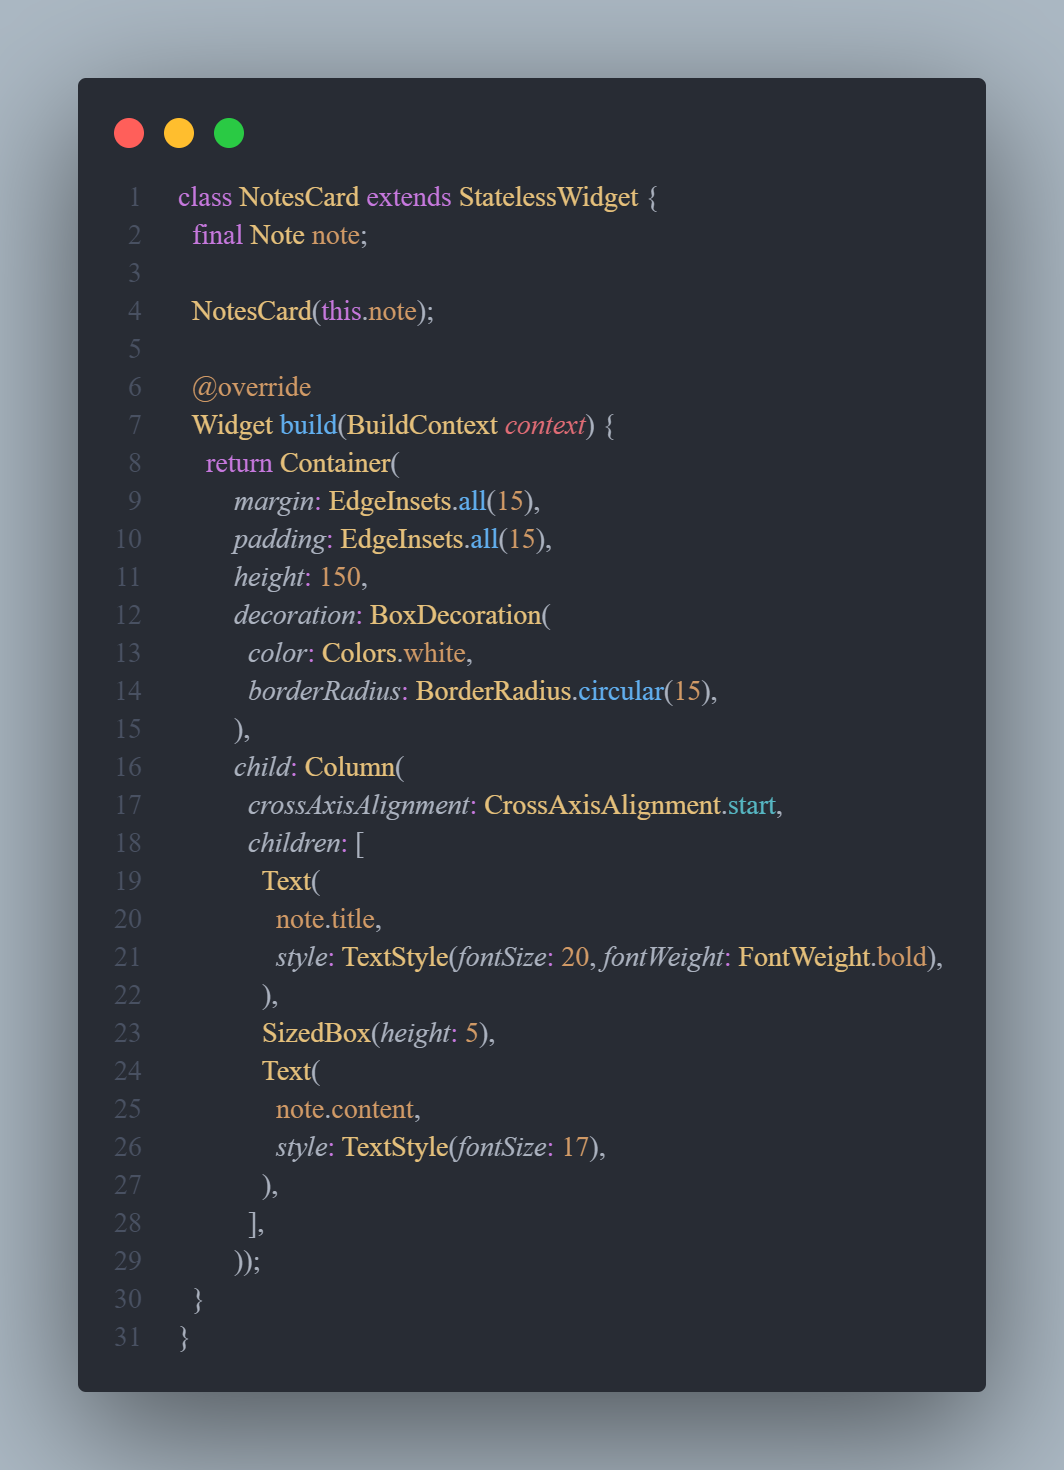 1 class NotesCard extends StatelessWidget {
2   final Note note;
3
4   NotesCard(this.note);
5
6   @override
7   Widget build(BuildContext context) {
8     return Container(
9         margin: EdgeInsets.all(15),
10         padding: EdgeInsets.all(15),
11         height: 150,
12         decoration: BoxDecoration(
13           color: Colors.white,
14           borderRadius: BorderRadius.circular(15),
15         ),
16         child: Column(
17           crossAxisAlignment: CrossAxisAlignment.start,
18           children: [
19             Text(
20               note.title,
21               style: TextStyle(fontSize: 20, fontWeight: FontWeight.bold),
22             ),
23             SizedBox(height: 5),
24             Text(
25               note.content,
26               style: TextStyle(fontSize: 17),
27             ),
28           ],
29         ));
30   }
31 }